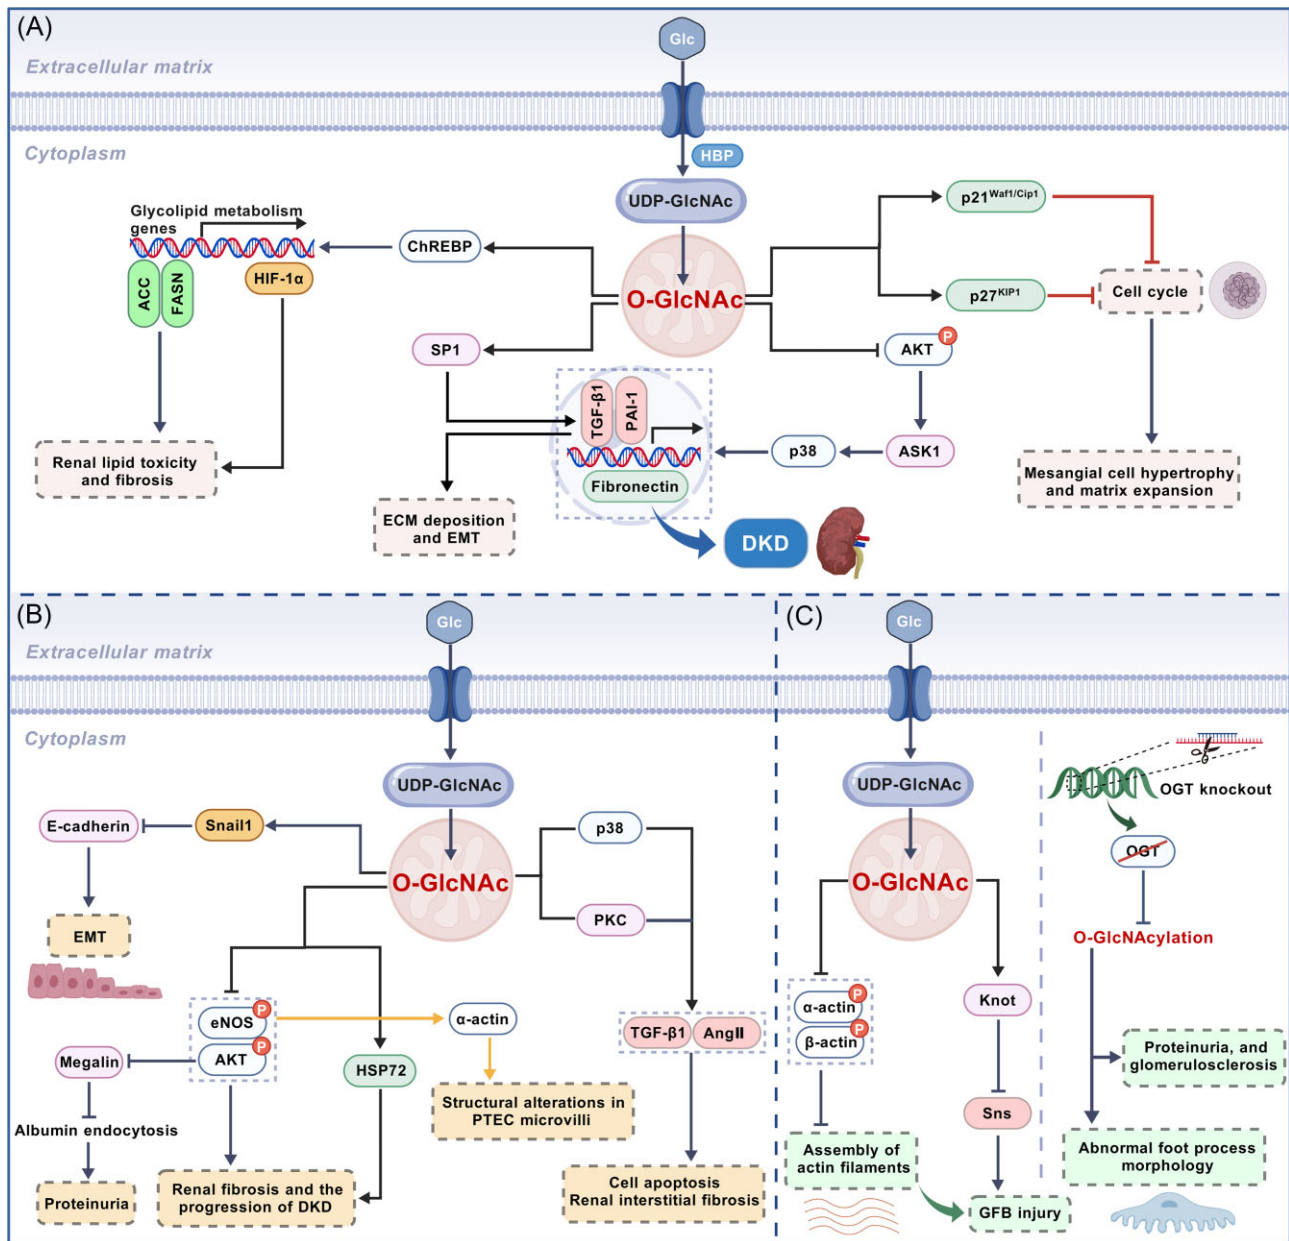 (A)
Glc
Extracellular matrix
Cytoplasm
HBP
UDP-GlcNAc
Glycolipid metabolism
genes
ChREBP
p21Waf1/Cip1
ACC
FASN
HIF-1α
O-GlcNAc
p27KIP1
Cell cycle
SP1
AKT
P
TGF-β1
PAI-1
Renal lipid toxicity
and fibrosis
p38
ASK1
Fibronectin
Mesangial cell hypertrophy
and matrix expansion
ECM deposition
and EMT
DKD
(B)
Glc
Extracellular matrix
Cytoplasm
UDP-GlcNAc
E-cadherin
Snail1
p38
O-GlcNAc
PKC
EMT
eNOS
P
α-actin
AKT
P
Megalin
HSP72
TGF-β1
AngII
Structural alterations in
PTEC microvilli
Albumin endocytosis
Proteinuria
Renal fibrosis and the
progression of DKD
Cell apoptosis
Renal interstitial fibrosis
(C)
Glc
UDP-GlcNAc
O-GlcNAc
OGT knockout
OGT
O-GlcNAcylation
α-actin
P
β-actin
P
Knot
Sns
Proteinuria, and
glomerulosclerosis
Assembly of
actin filaments
Abnormal foot process
morphology
GFB injury